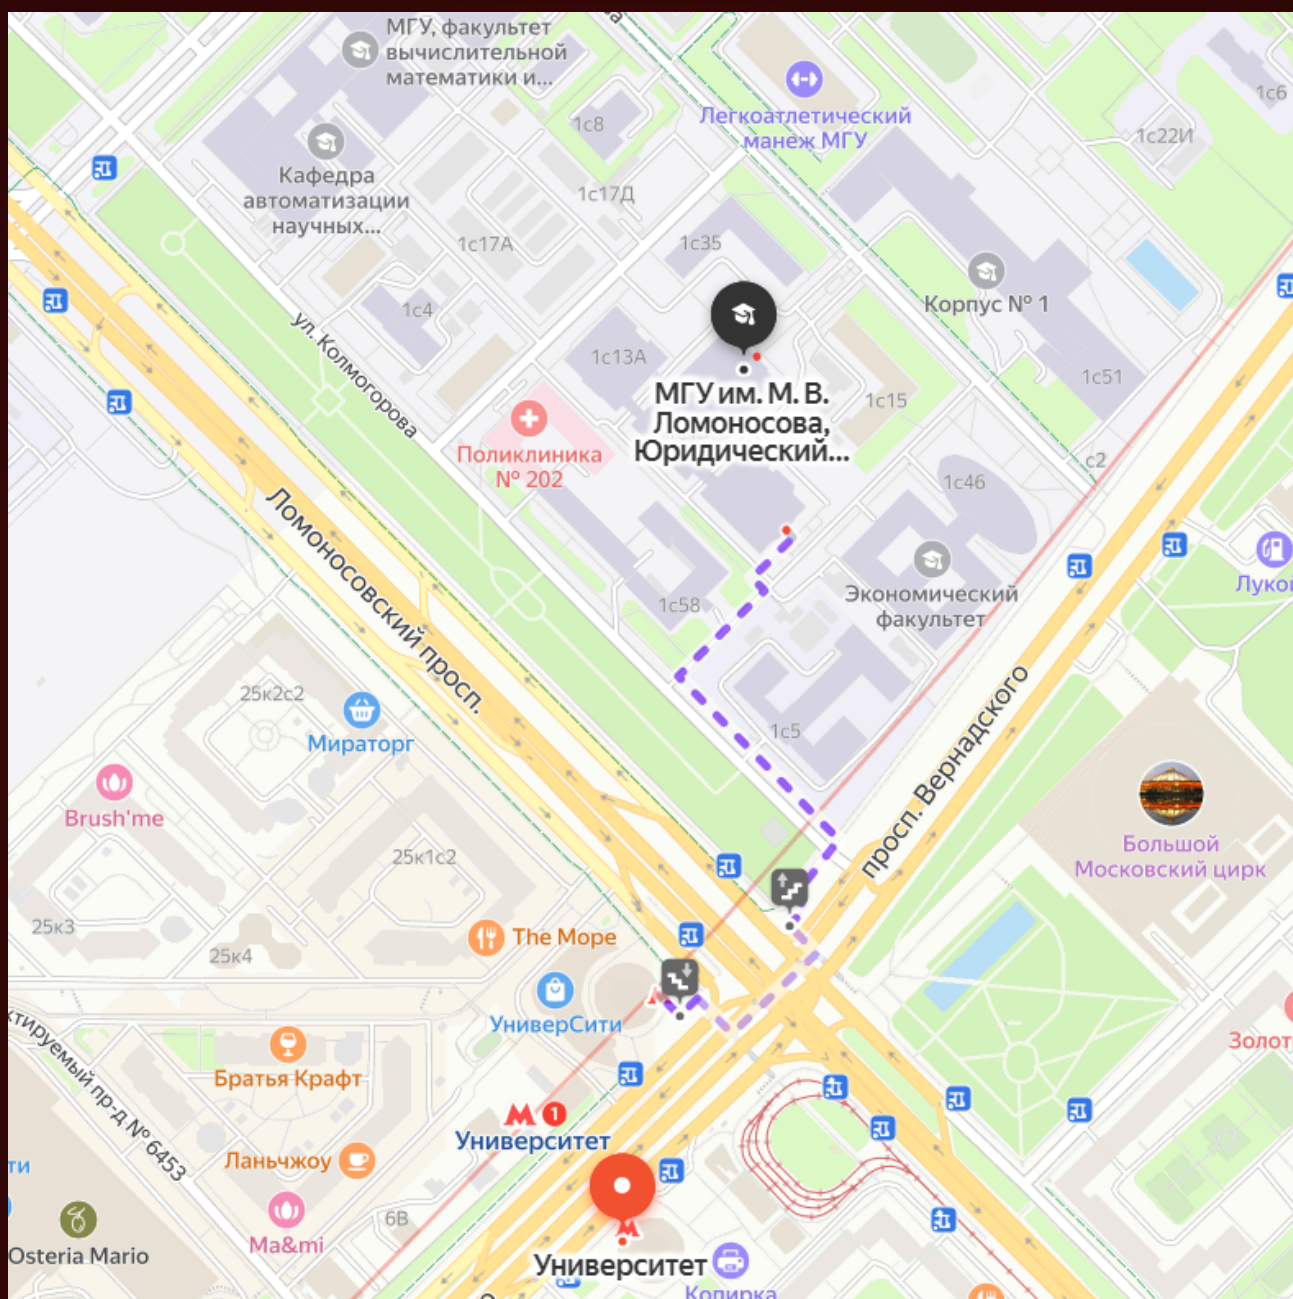 МГУ, факультет
вычислительной
математики и...
1с8
Легкоатлетический
манеж МГУ
1с6
1с22И
Кафедра
автоматизации
научных...
1с17Д
1с17А
1с35
1с4
Корпус № 1
ул. Колмогорова
1с13А
1с51
МГУ им. М. В.
Ломоносова,
Юридический...
1с15
Поликлиника
№ 202
с2
1с46
Ломоносовский просп.
Экономический
факультет
1с58
25к2с2
Мираторг
1с5
просп. Вернадского
Brush'me
Большой
Московский цирк
25к1с2
25к3
25к4
The Море
УниверСити
Братья Крафт
М 1
Университет
Ланьчжоу
6В
Ma&mi
Osteria Mario
Университет
Копирка